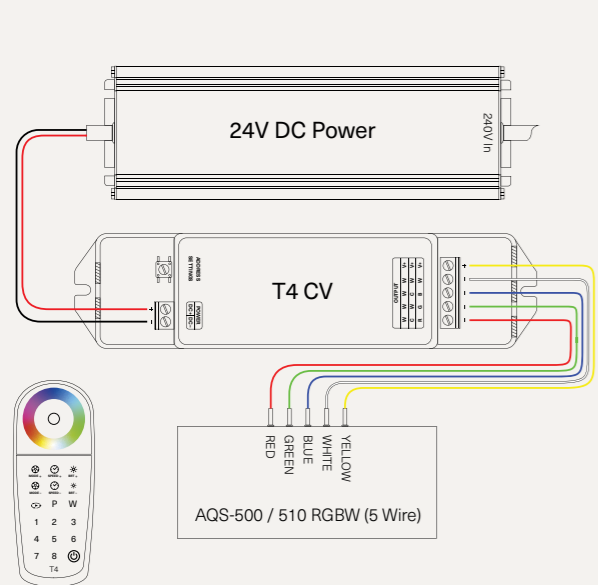 24V DC Power
240V In
ADDRESS
SETTINGS
T4 CV
OUTPUT
+
-
POWER
DC+ DC-
+
-
-
-
-
RED
GREEN
BLUE
WHITE
YELLOW
AQS-500 / 510 RGBW (5 Wire)
P W
1 2 3
4 5 6
7 8
T4